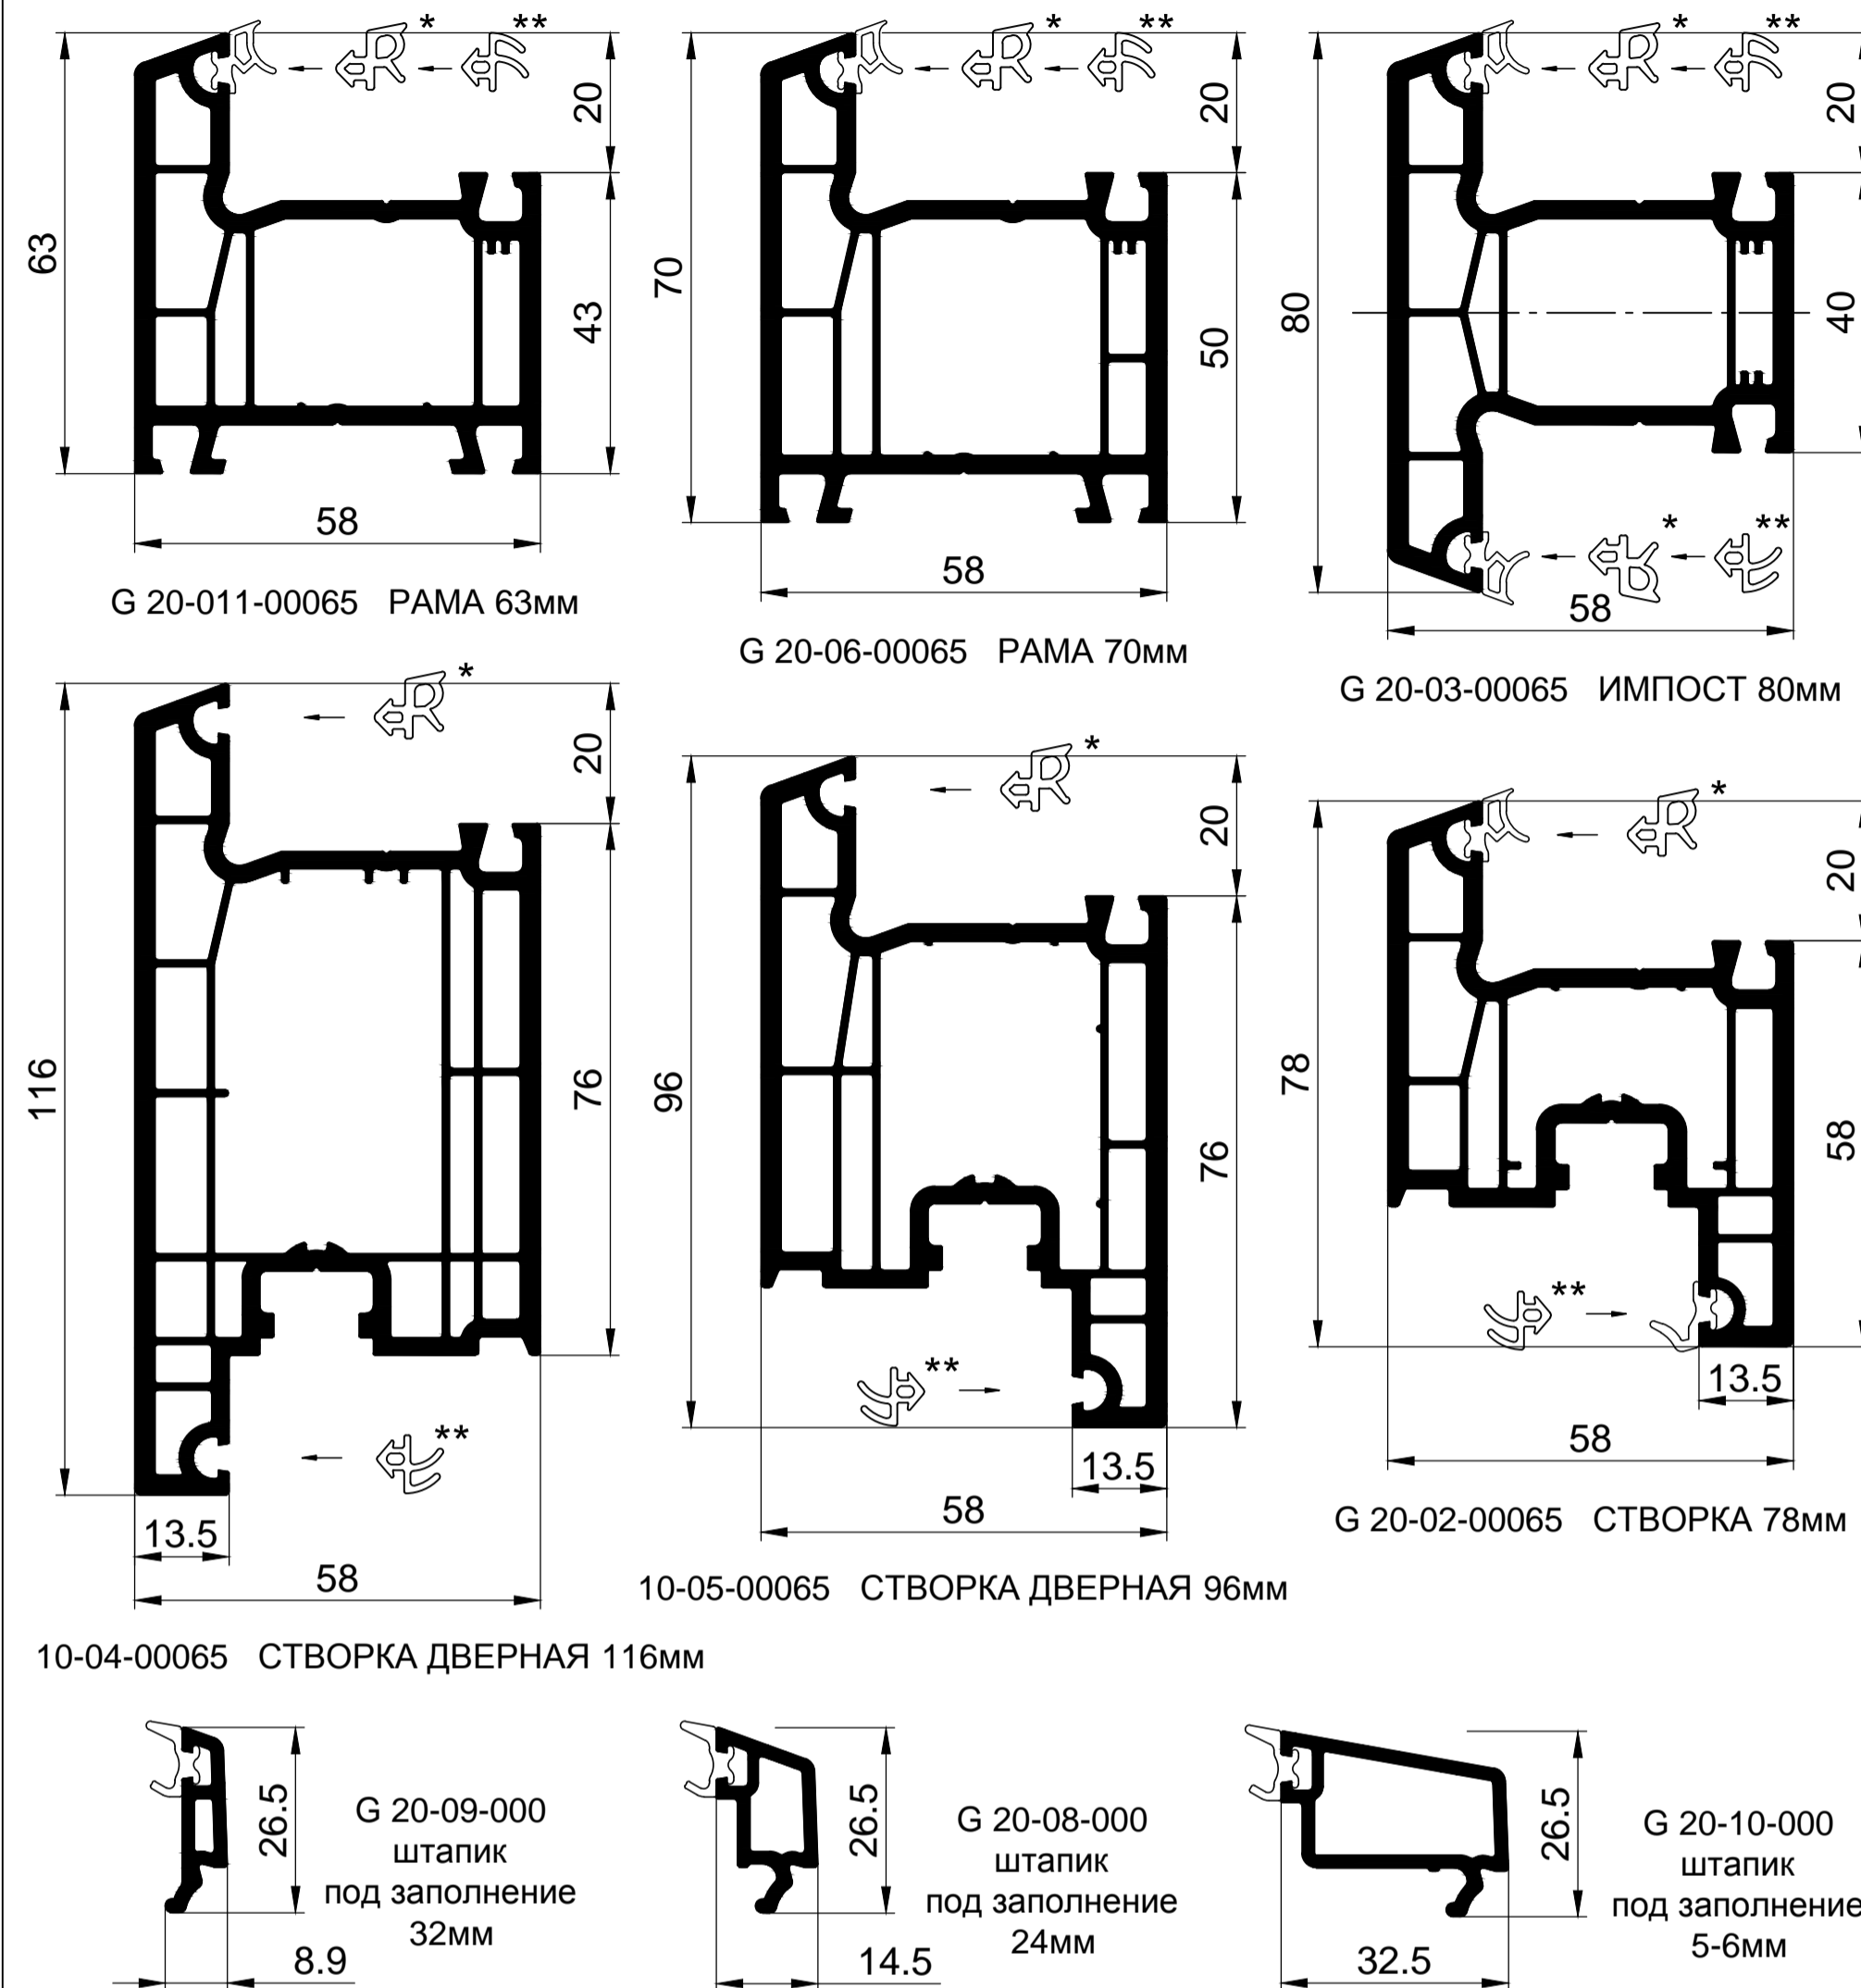 * ** * ** * **
20 20 20
63 70 80
43 50 40
* **
58 58 58
G 20-011-00065 РАМА 63мм
G 20-06-00065 РАМА 70мм
G 20-03-00065 ИМПОСТ 80мм
* * *
20 20 20
116 96 78
76 76 58
** ** **
13.5 13.5 13.5
58 58 58
G 20-02-00065 СТВОРКА 78мм
10-05-00065 СТВОРКА ДВЕРНАЯ 96мм
10-04-00065 СТВОРКА ДВЕРНАЯ 116мм
26.5
G 20-09-000
штапик
под заполнение
32мм
8.9
26.5
G 20-08-000
штапик
под заполнение
24мм
14.5
26.5
G 20-10-000
штапик
под заполнение
5-6мм
32.5